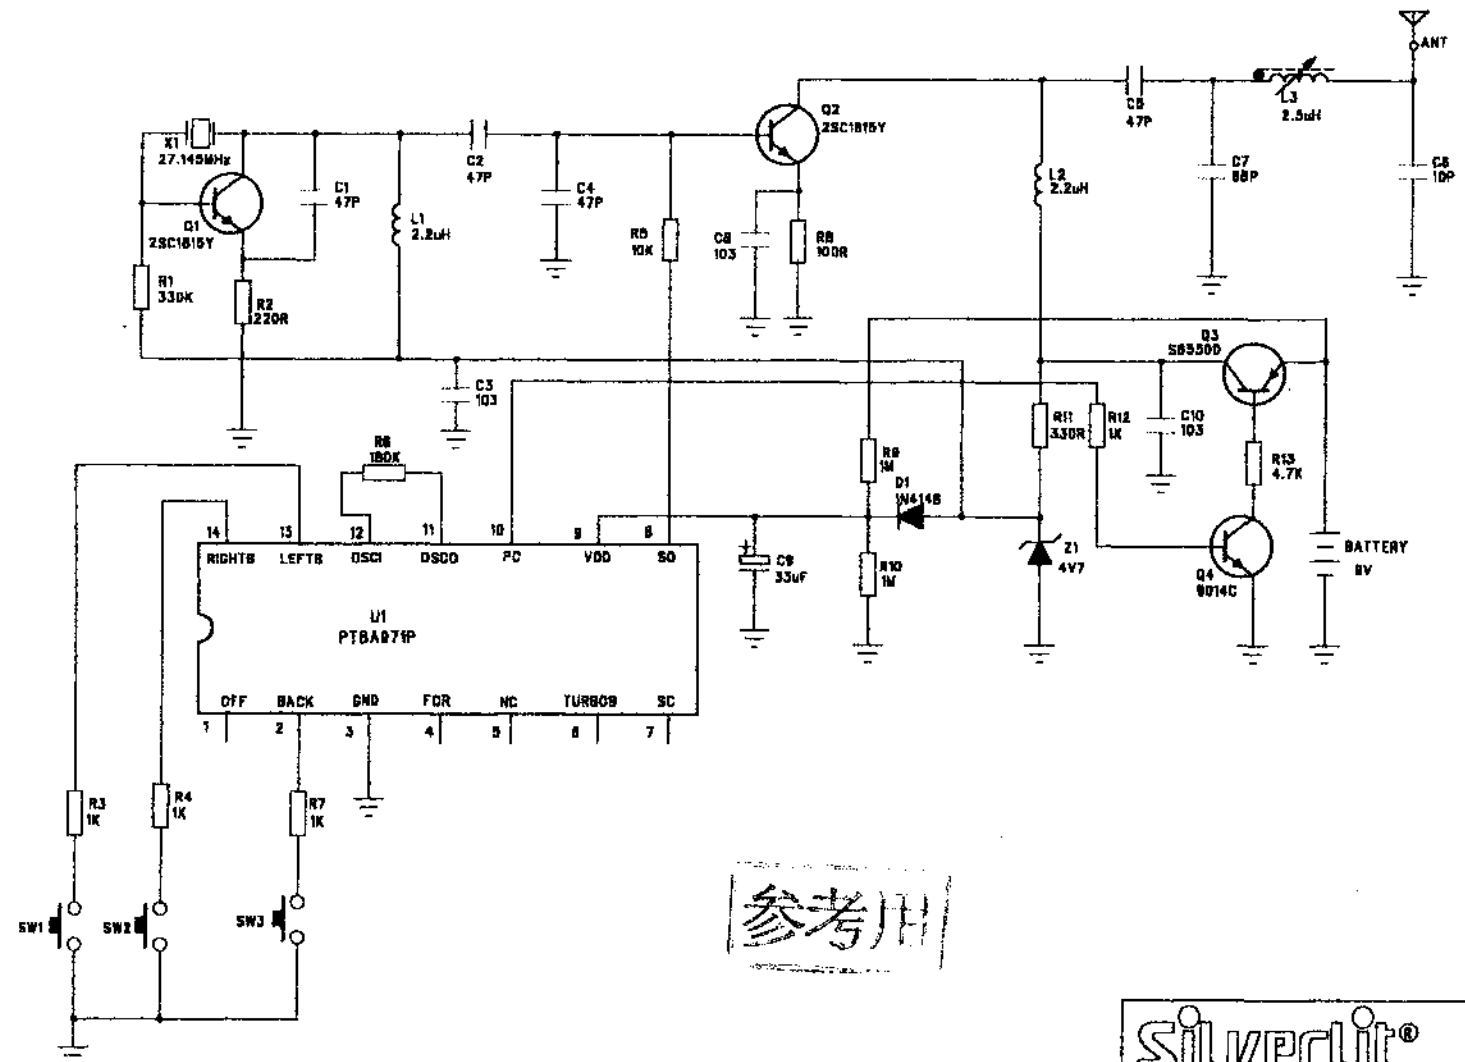 ANT
X1
27.145MHz
Q1
2SC1815Y
R1
330K
R2
220R
C1
47P
L1
2.2uH
C2
47P
C4
47P
R5
10K
Q2
2SC1815Y
R8
100R
103
L2
2.2uH
C5
47P
C7
L3
2.5uH
10P
C3
103
R6
180K
R9
1M
D1
1N4148
R11
330R
R12
1K
C10
103
Q3
R13
4.7K
Q4
9014C
BATTERY
9V
Z1
4V7
C9
33uF
R10
1M
14
13
12
11
10
9
8
RIGHTB
LEFTB
OSCI
OSCO
PC
VDD
SO
U1
OFF
BACK
GND
FOR
NC
TURBOB
SC
1
2
3
4
5
6
7
R3
1K
R4
1K
R7
1K
SW1
SW2
SW3
参考用
Silverlit®